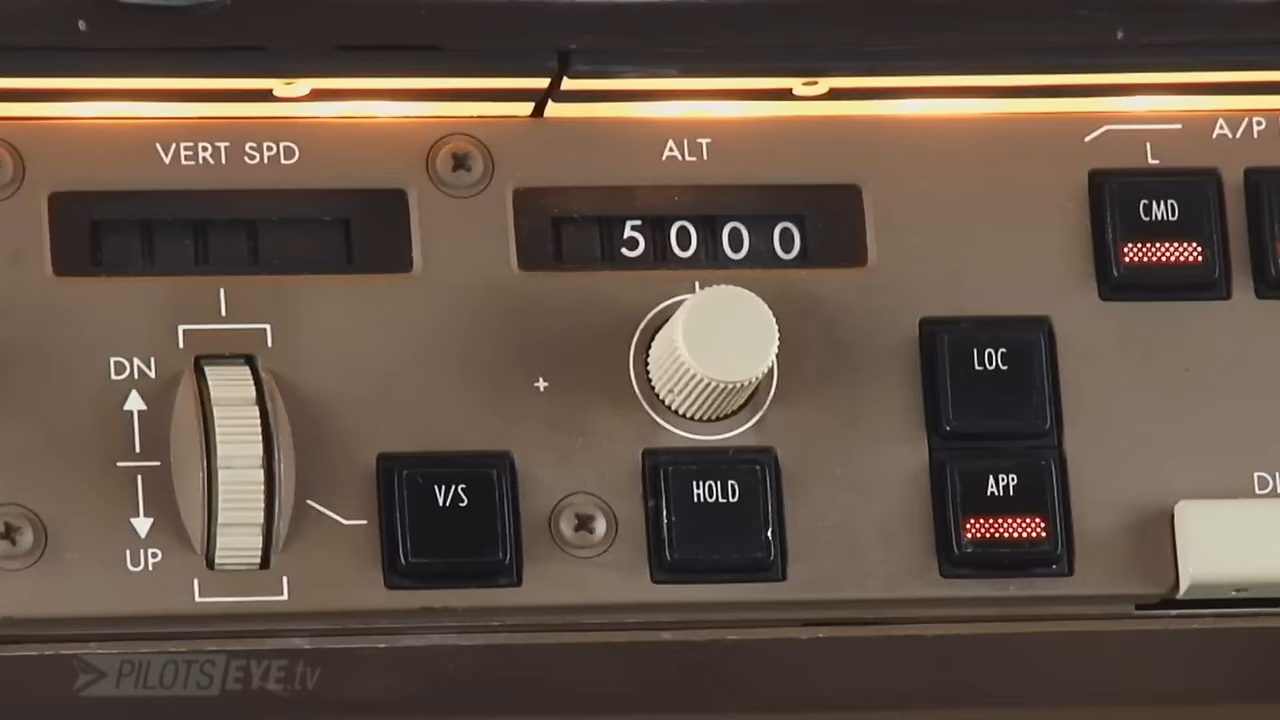 VERT SPD
ALT
A/P
L
CMD
5000
DN
LOC
V/S
HOLD
APP
UP
PILOTSEYE.tv